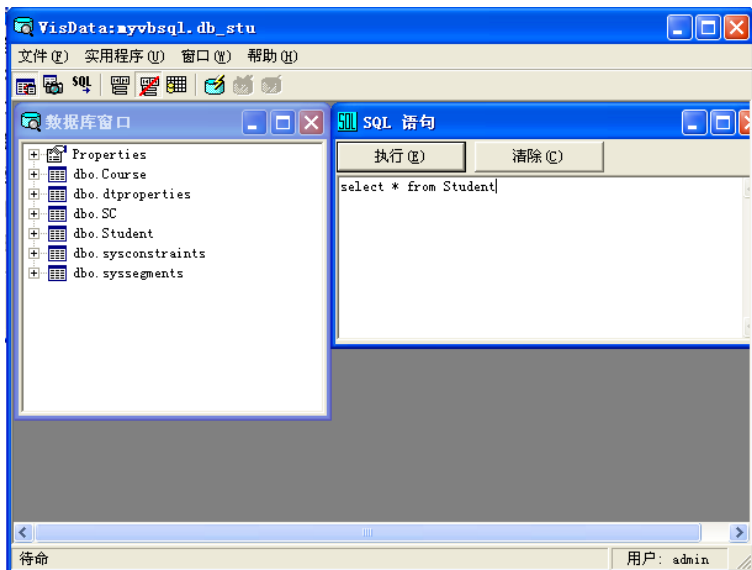 VisData:myvbsql.db_stu
文件(F) 实用程序(U) 窗口(W) 帮助(H)
SQL
数据库窗口
Properties
dbo.Course
dbo.dtproperties
dbo.SC
dbo.Student
dbo.sysconstraints
dbo.syssegments
SQL SQL 语句
执行(E) 清除(C)
select * from Student
待命 用户: admin